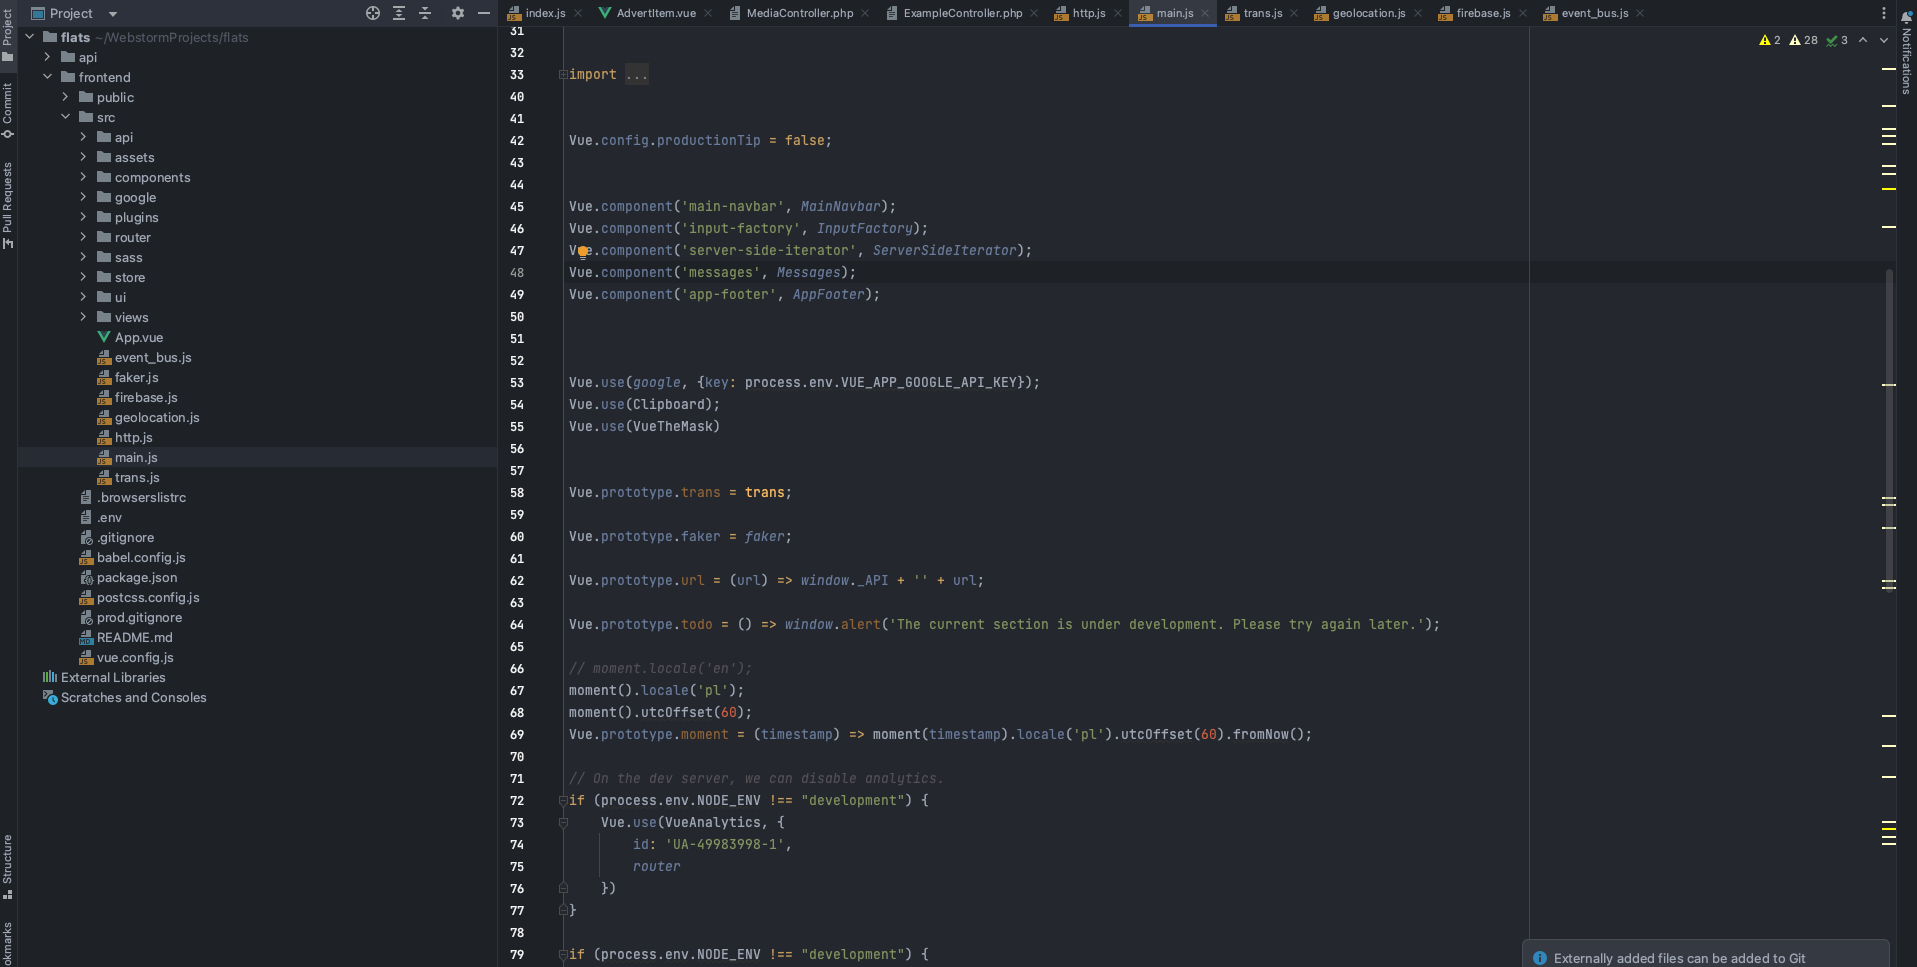 Project
index.js
AdvertItem.vue
MediaController.php
ExampleController.php
http.js
main.js
trans.js
geolocation.js
firebase.js
event_bus.js
Project
Commit
Pull Requests
Structure
okmarks
Notifications
flats ~/WebstormProjects/flats
api
frontend
public
src
api
assets
components
google
plugins
router
sass
store
ui
views
App.vue
event_bus.js
faker.js
firebase.js
geolocation.js
http.js
main.js
trans.js
.browserslistrc
.env
.gitignore
babel.config.js
package.json
postcss.config.js
prod.gitignore
README.md
vue.config.js
External Libraries
Scratches and Consoles
2 28 3
31
32
33 import ...
40
41
42 Vue.config.productionTip = false;
43
44
45 Vue.component('main-navbar', MainNavbar);
46 Vue.component('input-factory', InputFactory);
47 Vue.component('server-side-iterator', ServerSideIterator);
48 Vue.component('messages', Messages);
49 Vue.component('app-footer', AppFooter);
50
51
52
53 Vue.use(google, {key: process.env.VUE_APP_GOOGLE_API_KEY});
54 Vue.use(Clipboard);
55 Vue.use(VueTheMask)
56
57
58 Vue.prototype.trans = trans;
59
60 Vue.prototype.faker = faker;
61
62 Vue.prototype.url = (url) => window._API + '' + url;
63
64 Vue.prototype.todo = () => window.alert('The current section is under development. Please try again later.');
65
66 // moment.locale('en');
67 moment().locale('pl');
68 moment().utcOffset(60);
69 Vue.prototype.moment = (timestamp) => moment(timestamp).locale('pl').utcOffset(60).fromNow();
70
71 // On the dev server, we can disable analytics.
72 if (process.env.NODE_ENV !== "development") {
73 Vue.use(VueAnalytics, {
74 id: 'UA-49983998-1',
75 router
76 })
77 }
78
79 if (process.env.NODE_ENV !== "development") {
Externally added files can be added to Git